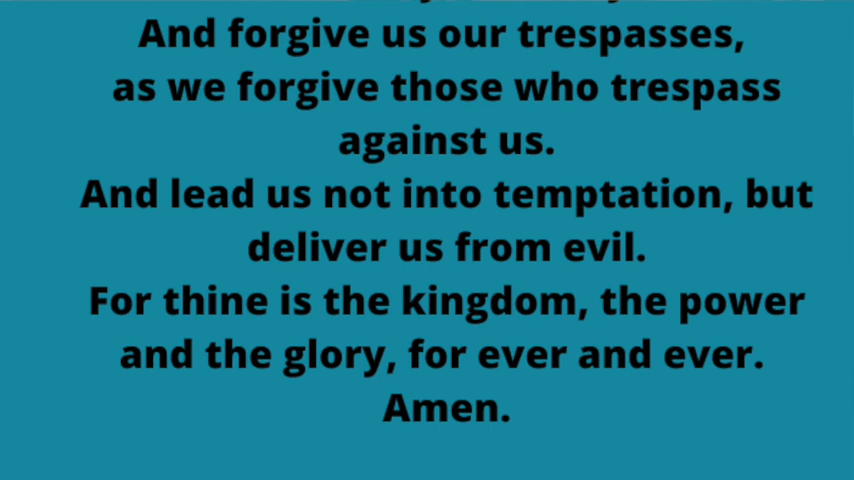 And forgive us our trespasses,
as we forgive those who trespass
against us.
And lead us not into temptation, but
deliver us from evil.
For thine is the kingdom, the power
and the glory, for ever and ever.
Amen.